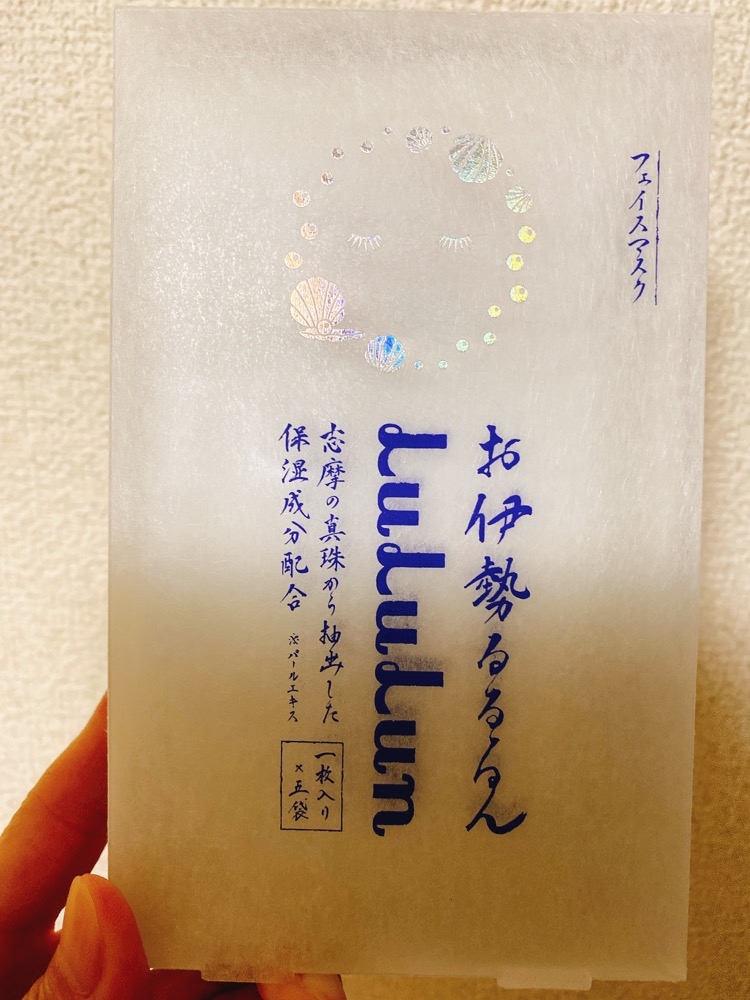 フェイスマスク
お伊勢るるるん
LuLuLun
志摩の真珠から抽出した
保湿成分配合 ※パールエキス
一枚入り
×五袋